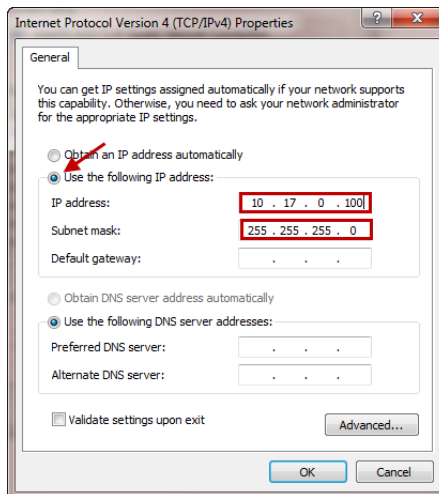 Internet Protocol Version 4 (TCP/IPv4) Properties
General
You can get IP settings assigned automatically if your network supports
this capability. Otherwise, you need to ask your network administrator
for the appropriate IP settings.
Obtain an IP address automatically
Use the following IP address:
IP address: 10 . 17 . 0 . 100
Subnet mask: 255 . 255 . 255 . 0
Default gateway: . . .
Obtain DNS server address automatically
Use the following DNS server addresses:
Preferred DNS server: . . .
Alternate DNS server: . . .
Validate settings upon exit
Advanced...
OK Cancel